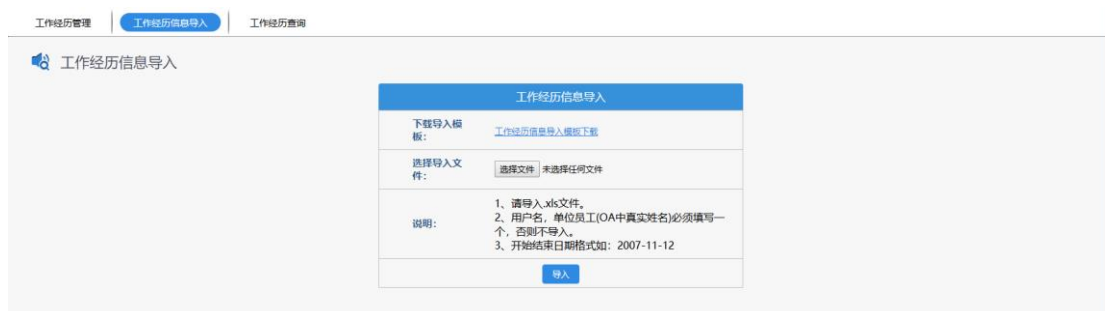 工作经历管理 工作经历信息导入 工作经历查询
工作经历信息导入
工作经历信息导入
下载导入模
板：
工作经历信息导入模板下载
选择导入文
件：
选择文件 未选择任何文件
说明：
1、请导入.xls文件。
2、用户名，单位员工(OA中真实姓名)必须填写一
个，否则不导入。
3、开始结束日期格式如：2007-11-12
导入